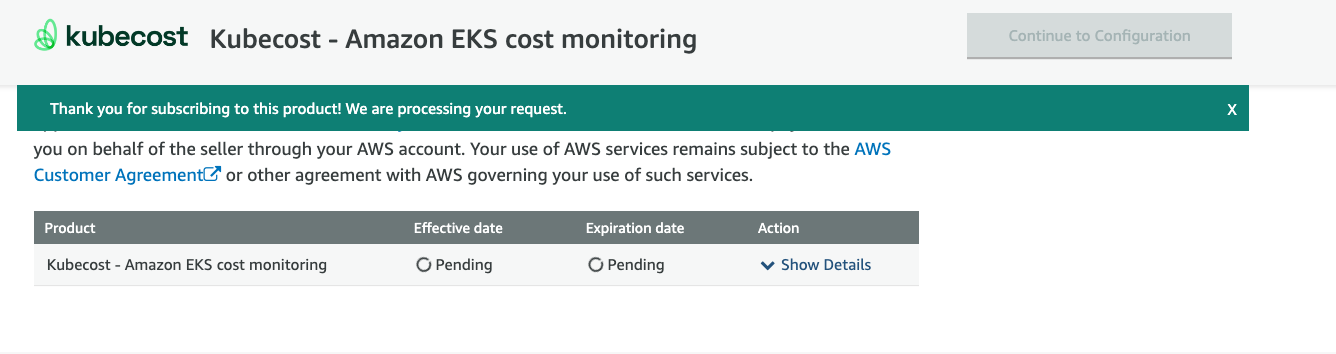 kubecost
Kubecost - Amazon EKS cost monitoring
Continue to Configuration
Thank you for subscribing to this product! We are processing your request.
X
you on behalf of the seller through your AWS account. Your use of AWS services remains subject to the AWS
Customer Agreement or other agreement with AWS governing your use of such services.
Product Effective date Expiration date Action
Kubecost - Amazon EKS cost monitoring Pending Pending Show Details